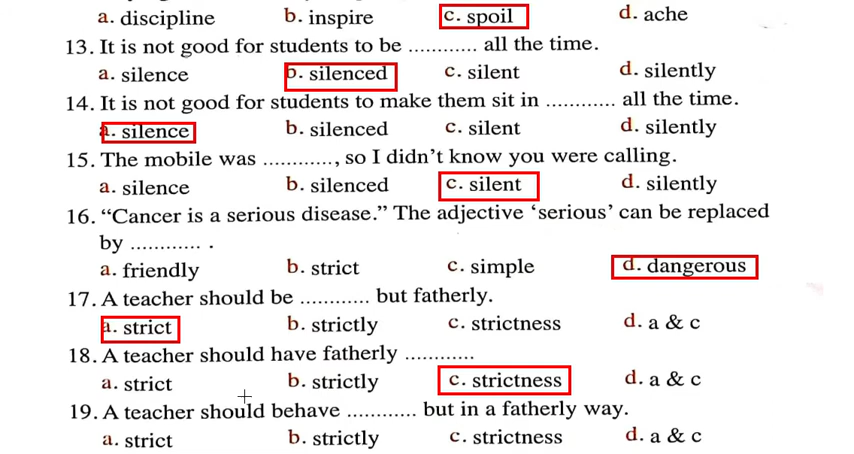 a. discipline b. inspire c. spoil d. ache
13. It is not good for students to be ............ all the time.
a. silence b. silenced c. silent d. silently
14. It is not good for students to make them sit in ............ all the time.
a. silence b. silenced c. silent d. silently
15. The mobile was ............, so I didn't know you were calling.
a. silence b. silenced c. silent d. silently
16. “Cancer is a serious disease.” The adjective ‘serious’ can be replaced
by ............ .
a. friendly b. strict c. simple d. dangerous
17. A teacher should be ............ but fatherly.
a. strict b. strictly c. strictness d. a & c
18. A teacher should have fatherly ............
a. strict b. strictly c. strictness d. a & c
19. A teacher should behave ............ but in a fatherly way.
a. strict b. strictly c. strictness d. a & c